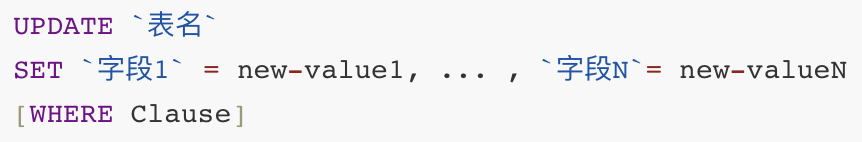 UPDATE `表名`
SET `字段1` = new-value1, ... , `字段N`= new-valueN
[WHERE Clause]